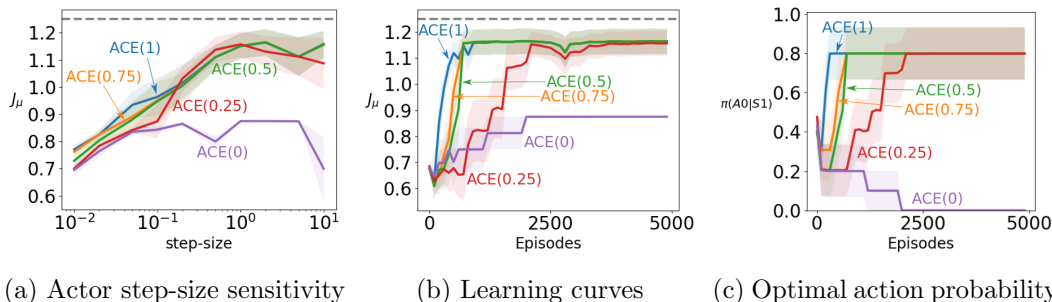 1.2
1.1
1.0
0.9
0.8
0.7
0.6
J_μ
ACE(1)
ACE(0.75)
ACE(0.5)
ACE(0.25)
ACE(0)
10^-2
10^-1
10^0
10^1
step-size
(a) Actor step-size sensitivity
1.2
1.1
1.0
0.9
0.8
0.7
0.6
J_μ
ACE(1)
ACE(0.5)
ACE(0.75)
ACE(0.25)
ACE(0)
0
2500
5000
Episodes
(b) Learning curves
1.0
0.8
0.6
0.4
0.2
0.0
π(A0|S1)
ACE(1)
ACE(0.5)
ACE(0.75)
ACE(0.25)
ACE(0)
0
2500
5000
Episodes
(c) Optimal action probability